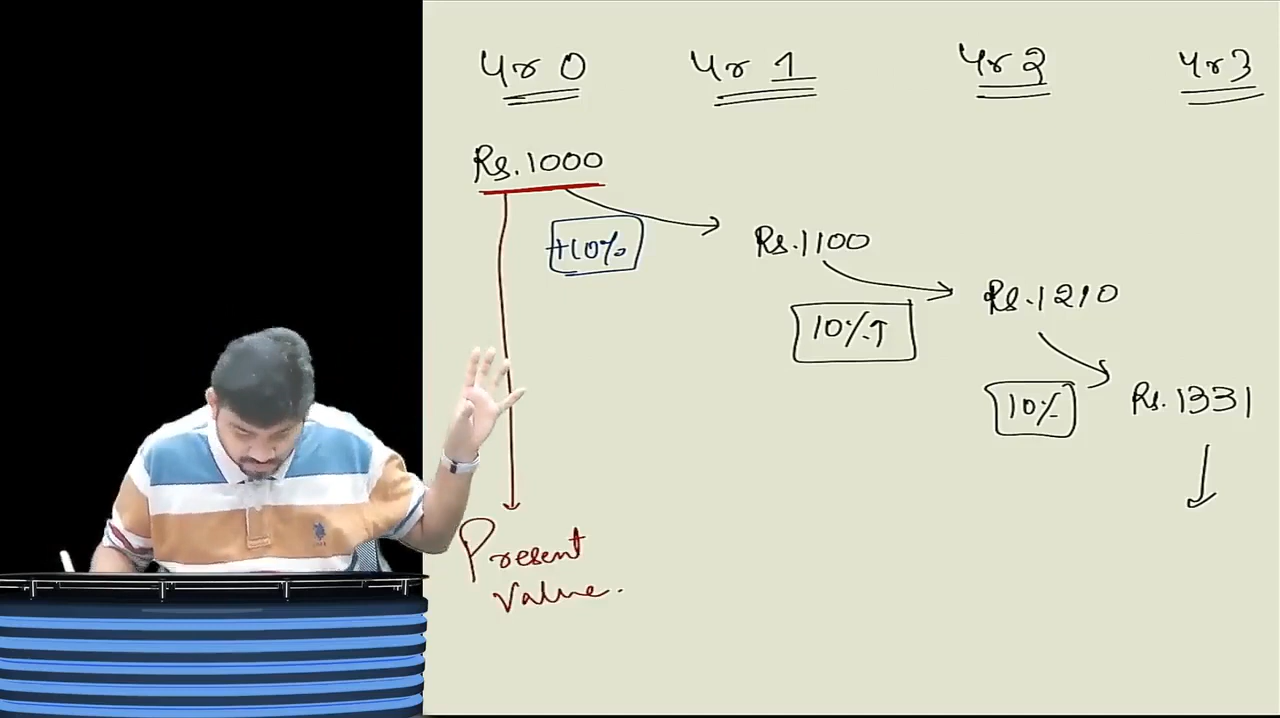 Yr 0 Yr 1 Yr 2 Yr 3
Rs.1000
+10%
Rs.1100
10%↑
Rs.1210
10%
Rs.1331
Present
Value.